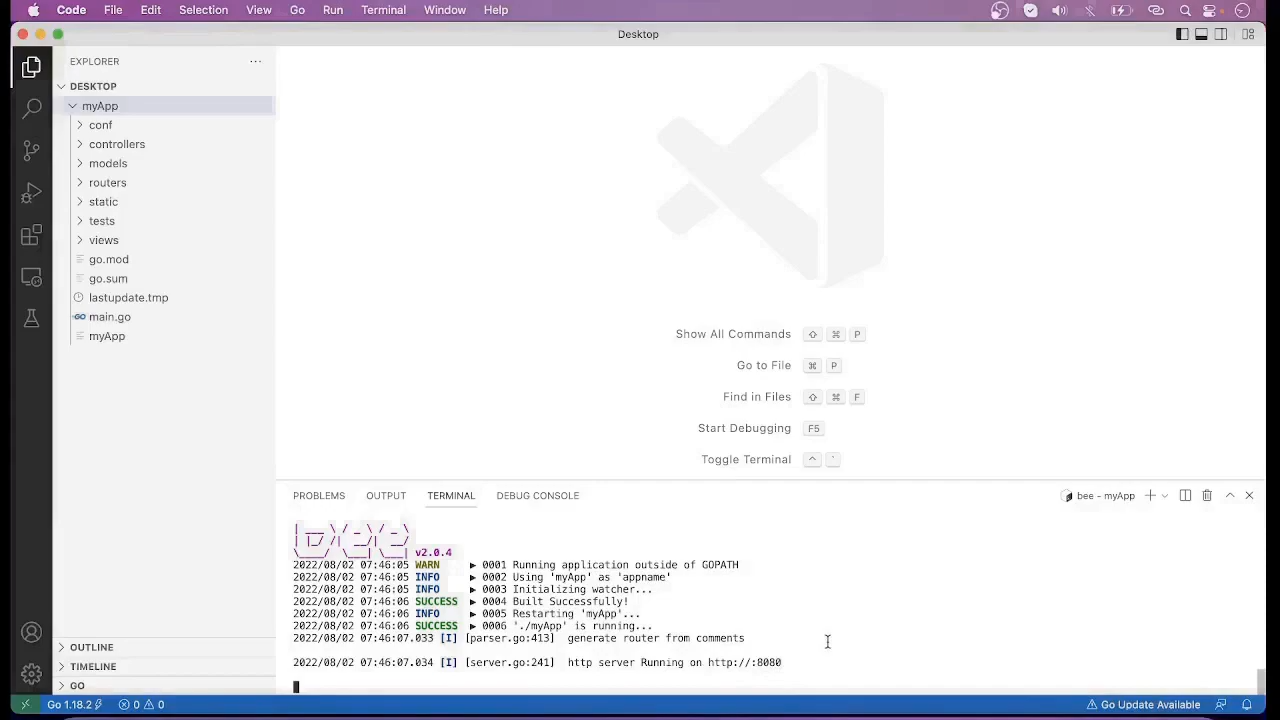 Code File Edit Selection View Go Run Terminal Window Help
Desktop
EXPLORER
DESKTOP
myApp
conf
controllers
models
routers
static
tests
views
go.mod
go.sum
lastupdate.tmp
GO main.go
myApp
OUTLINE
TIMELINE
GO
Show All Commands ⇧ ⌘ P
Go to File ⌘ P
Find in Files ⇧ ⌘ F
Start Debugging F5
Toggle Terminal ^ `
PROBLEMS OUTPUT TERMINAL DEBUG CONSOLE
bee - myApp
| ___ \ / _ \ / _ \
| |_/ /|  __/|  __/
\____/  \___| \___| v2.0.4
2022/08/02 07:46:05 WARN ▶ 0001 Running application outside of GOPATH
2022/08/02 07:46:05 INFO ▶ 0002 Using 'myApp' as 'appname'
2022/08/02 07:46:05 INFO ▶ 0003 Initializing watcher...
2022/08/02 07:46:06 SUCCESS ▶ 0004 Built Successfully!
2022/08/02 07:46:06 INFO ▶ 0005 Restarting 'myApp'...
2022/08/02 07:46:06 SUCCESS ▶ 0006 './myApp' is running...
2022/08/02 07:46:07.033 [I] [parser.go:413] generate router from comments
2022/08/02 07:46:07.034 [I] [server.go:241] http server Running on http://:8080
Go 1.18.2 0 0
Go Update Available